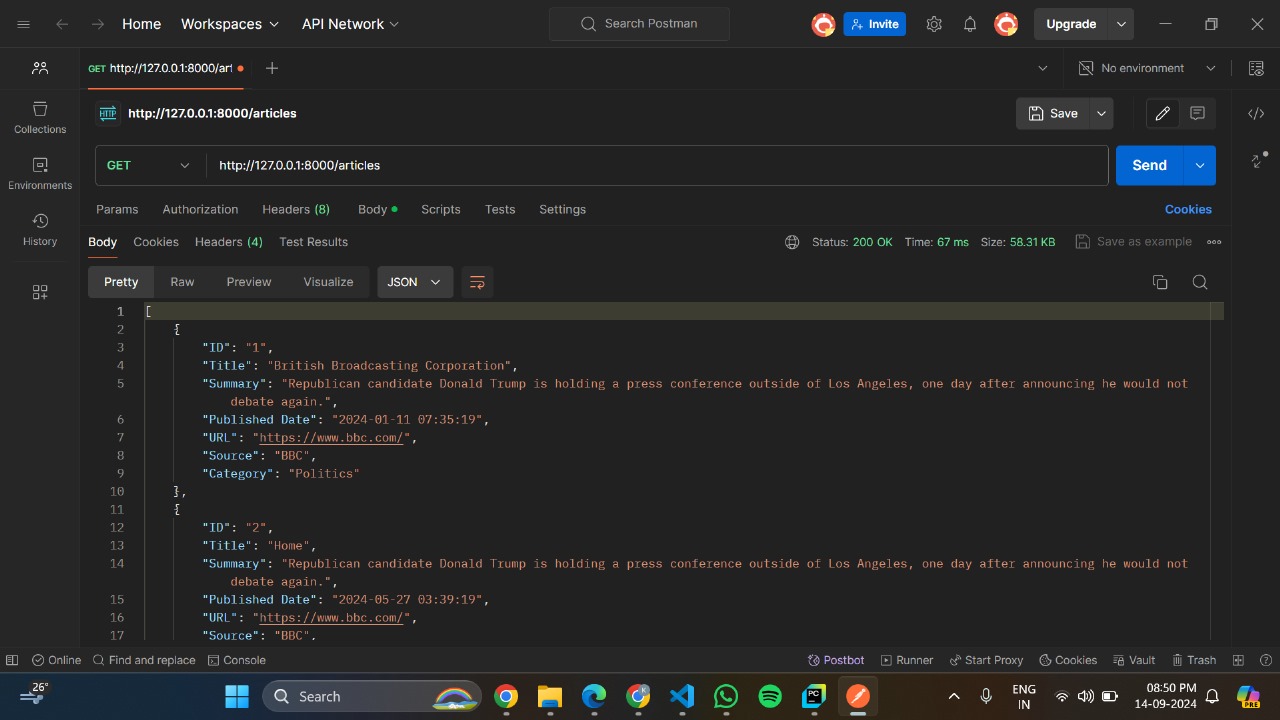 Home Workspaces API Network Search Postman Invite Upgrade
GET http://127.0.0.1:8000/art No environment
HTTP http://127.0.0.1:8000/articles Save
Collections
GET http://127.0.0.1:8000/articles Send
Environments
Params Authorization Headers (8) Body Scripts Tests Settings Cookies
History
Body Cookies Headers (4) Test Results Status: 200 OK Time: 67 ms Size: 58.31 KB Save as example
Pretty Raw Preview Visualize JSON
1 [
2 {
3 "ID": "1",
4 "Title": "British Broadcasting Corporation",
5 "Summary": "Republican candidate Donald Trump is holding a press conference outside of Los Angeles, one day after announcing he would not
debate again.",
6 "Published Date": "2024-01-11 07:35:19",
7 "URL": "https://www.bbc.com/",
8 "Source": "BBC",
9 "Category": "Politics"
10 },
11 {
12 "ID": "2",
13 "Title": "Home",
14 "Summary": "Republican candidate Donald Trump is holding a press conference outside of Los Angeles, one day after announcing he would not
debate again.",
15 "Published Date": "2024-05-27 03:39:19",
16 "URL": "https://www.bbc.com/",
17 "Source": "BBC",
Online Find and replace Console Postbot Runner Start Proxy Cookies Vault Trash
26° Search PC K ENG 08:50 PM PRE
IN 14-09-2024